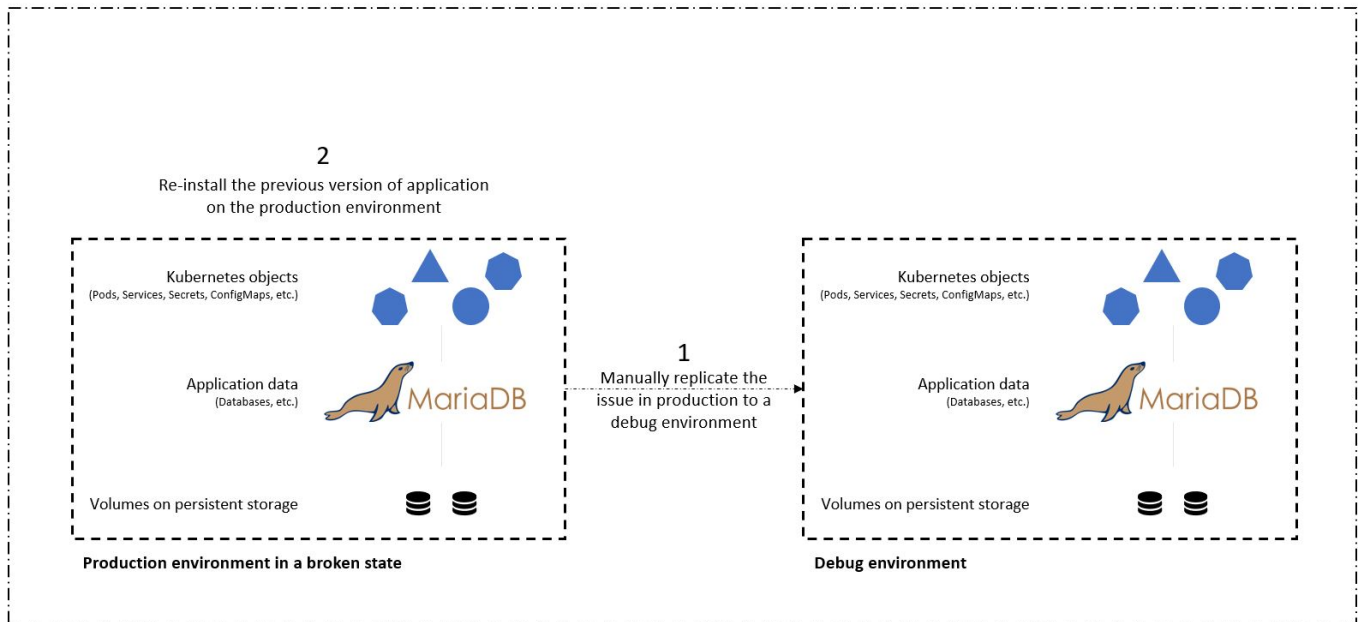 2
Re-install the previous version of application
on the production environment
Kubernetes objects
(Pods, Services, Secrets, ConfigMaps, etc.)
Application data
(Databases, etc.)
MariaDB
Volumes on persistent storage
Production environment in a broken state
1
Manually replicate the
issue in production to a
debug environment
Kubernetes objects
(Pods, Services, Secrets, ConfigMaps, etc.)
Application data
(Databases, etc.)
MariaDB
Volumes on persistent storage
Debug environment